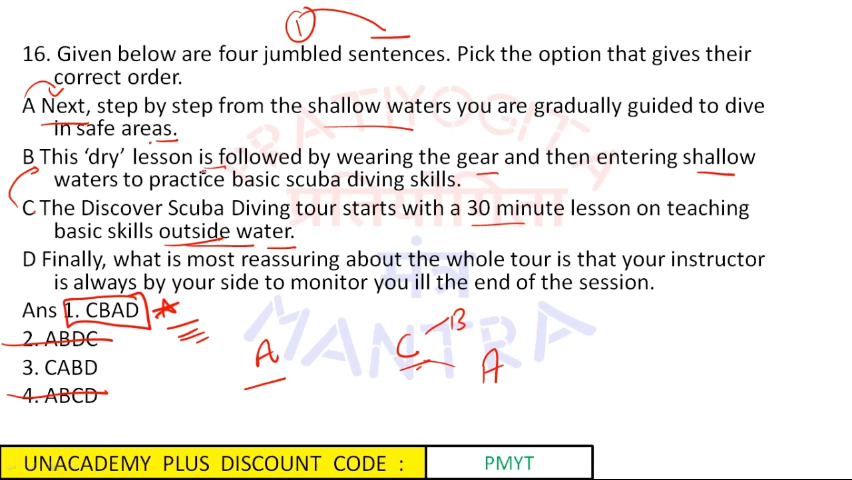 ①
16. Given below are four jumbled sentences. Pick the option that gives their
correct order.
A Next, step by step from the shallow waters you are gradually guided to dive
in safe areas.
B This ‘dry’ lesson is followed by wearing the gear and then entering shallow
waters to practice basic scuba diving skills.
C The Discover Scuba Diving tour starts with a 30 minute lesson on teaching
basic skills outside water.
D Finally, what is most reassuring about the whole tour is that your instructor
is always by your side to monitor you ill the end of the session.
Ans 1. CBAD
2. ABDC
3. CABD
4. ABCD
A C B A
PRATIYOGITA
प्रतियोगिता
मंत्र
MANTRA
UNACADEMY PLUS DISCOUNT CODE : PMYT